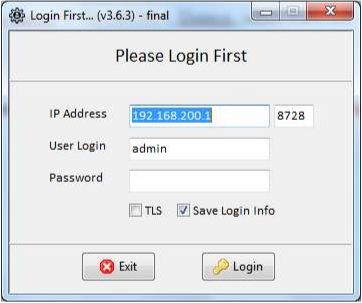 Login First... (v3.6.3) - final
Please Login First
IP Address 192.168.200.1 8728
User Login admin
Password
TLS Save Login Info
Exit Login